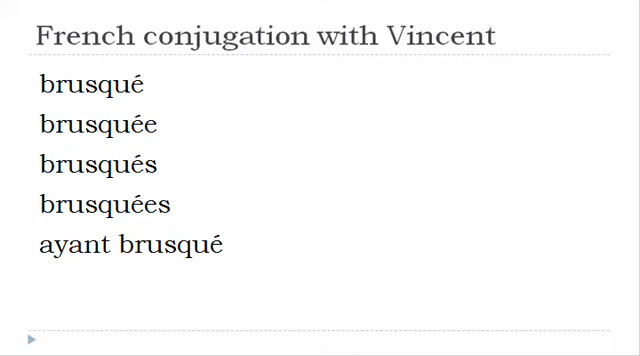 French conjugation with Vincent
brusqué
brusquée
brusqués
brusquées
ayant brusqué